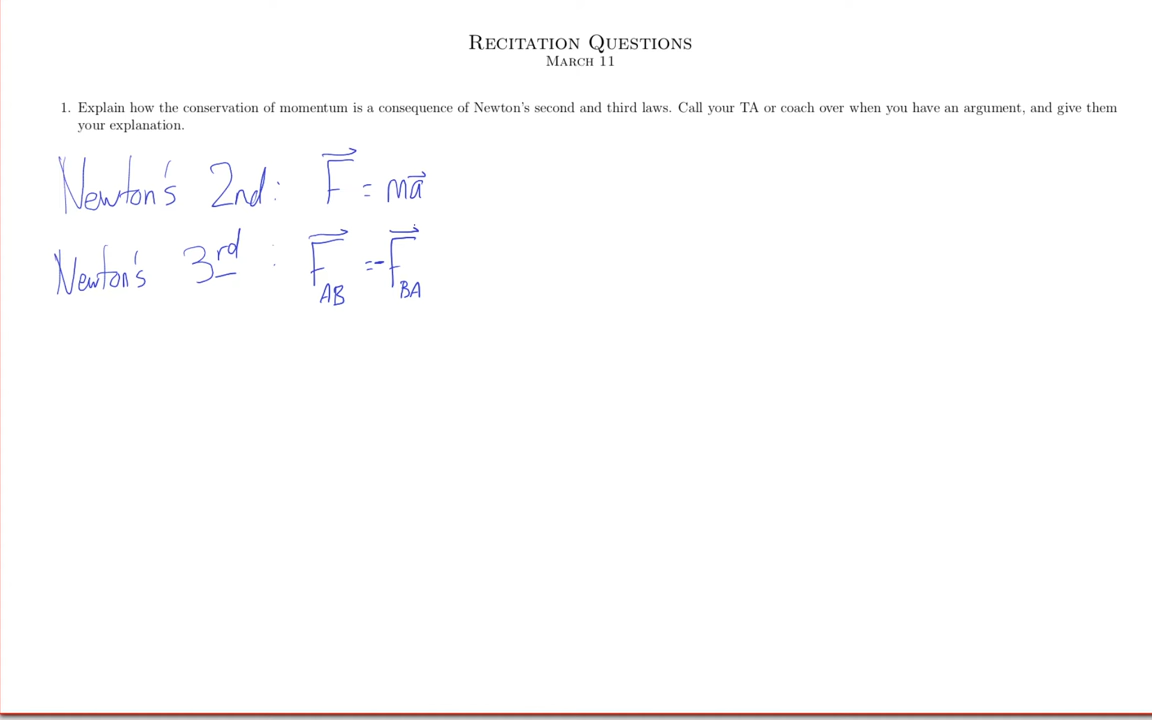 RECITATION QUESTIONS
MARCH 11
1. Explain how the conservation of momentum is a consequence of Newton's second and third laws. Call your TA or coach over when you have an argument, and give them
your explanation.
Newton's 2nd: F⃗ = ma⃗
Newton's 3rd : F⃗_AB = -F⃗_BA